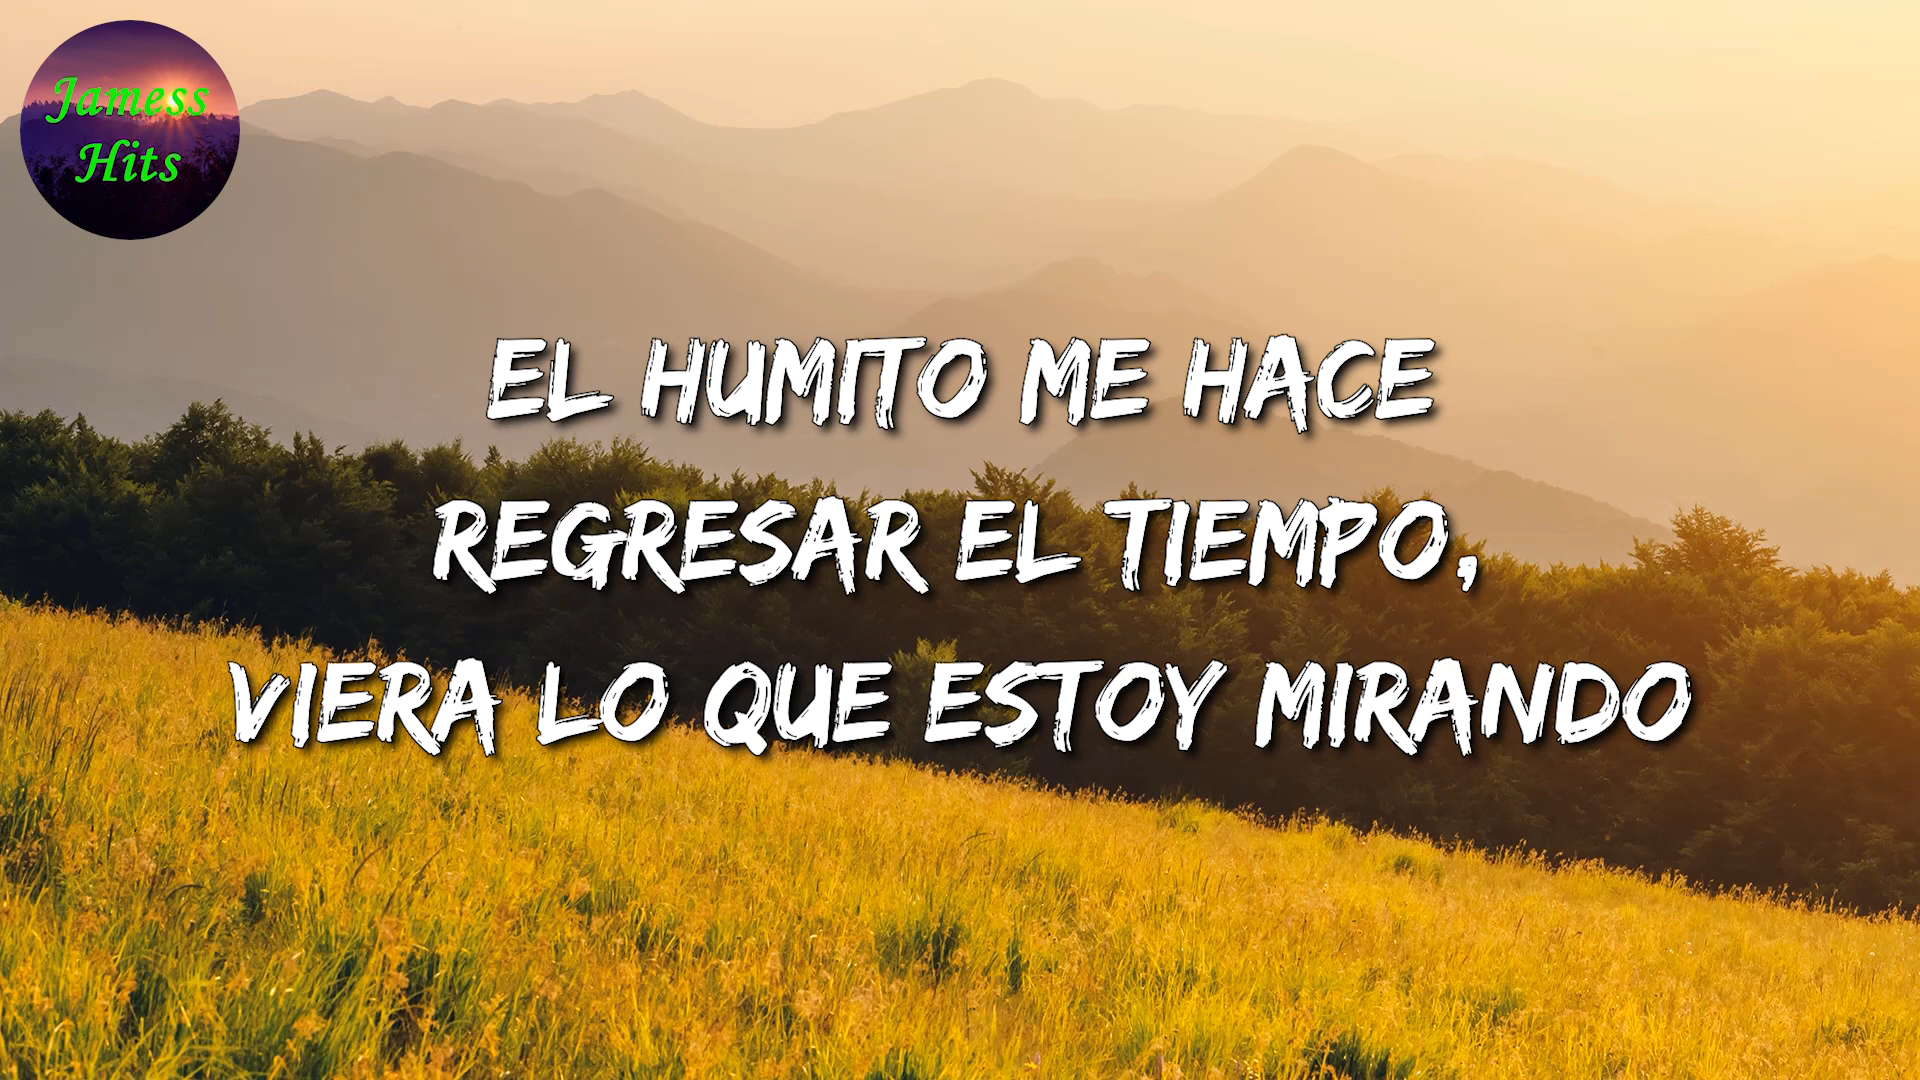 Jamess
Hits
EL HUMITO ME HACE
REGRESAR EL TIEMPO,
VIERA LO QUE ESTOY MIRANDO